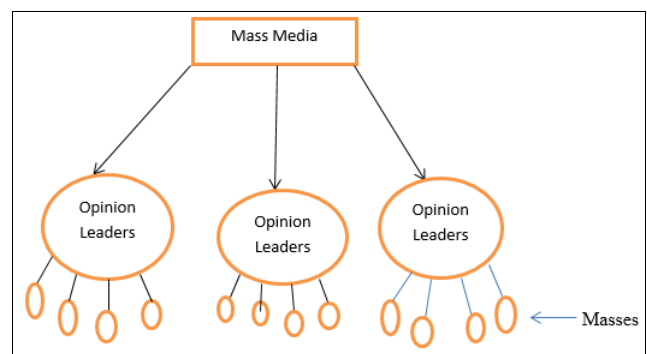 Mass Media
Opinion
Leaders
Opinion
Leaders
Opinion
Leaders
Masses